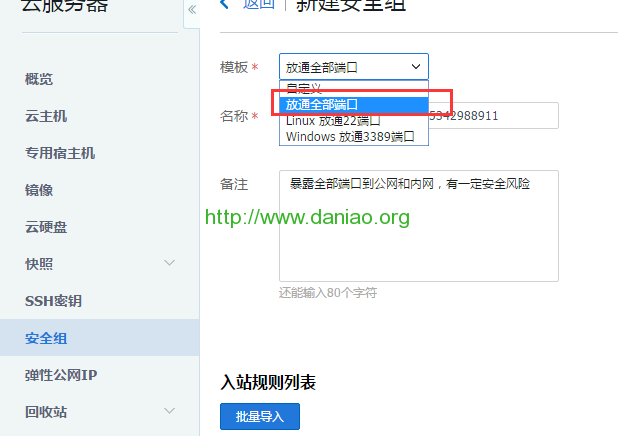 云服务器
返回 | 新建安全组
概览
云主机
专用宿主机
镜像
云硬盘
快照
SSH密钥
安全组
弹性公网IP
回收站
模板 *
放通全部端口
自定义
放通全部端口
Linux 放通22端口
Windows 放通3389端口
名称 *
5342988911
备注
暴露全部端口到公网和内网，有一定安全风险
http://www.daniao.org
还能输入80个字符
入站规则列表
批量导入